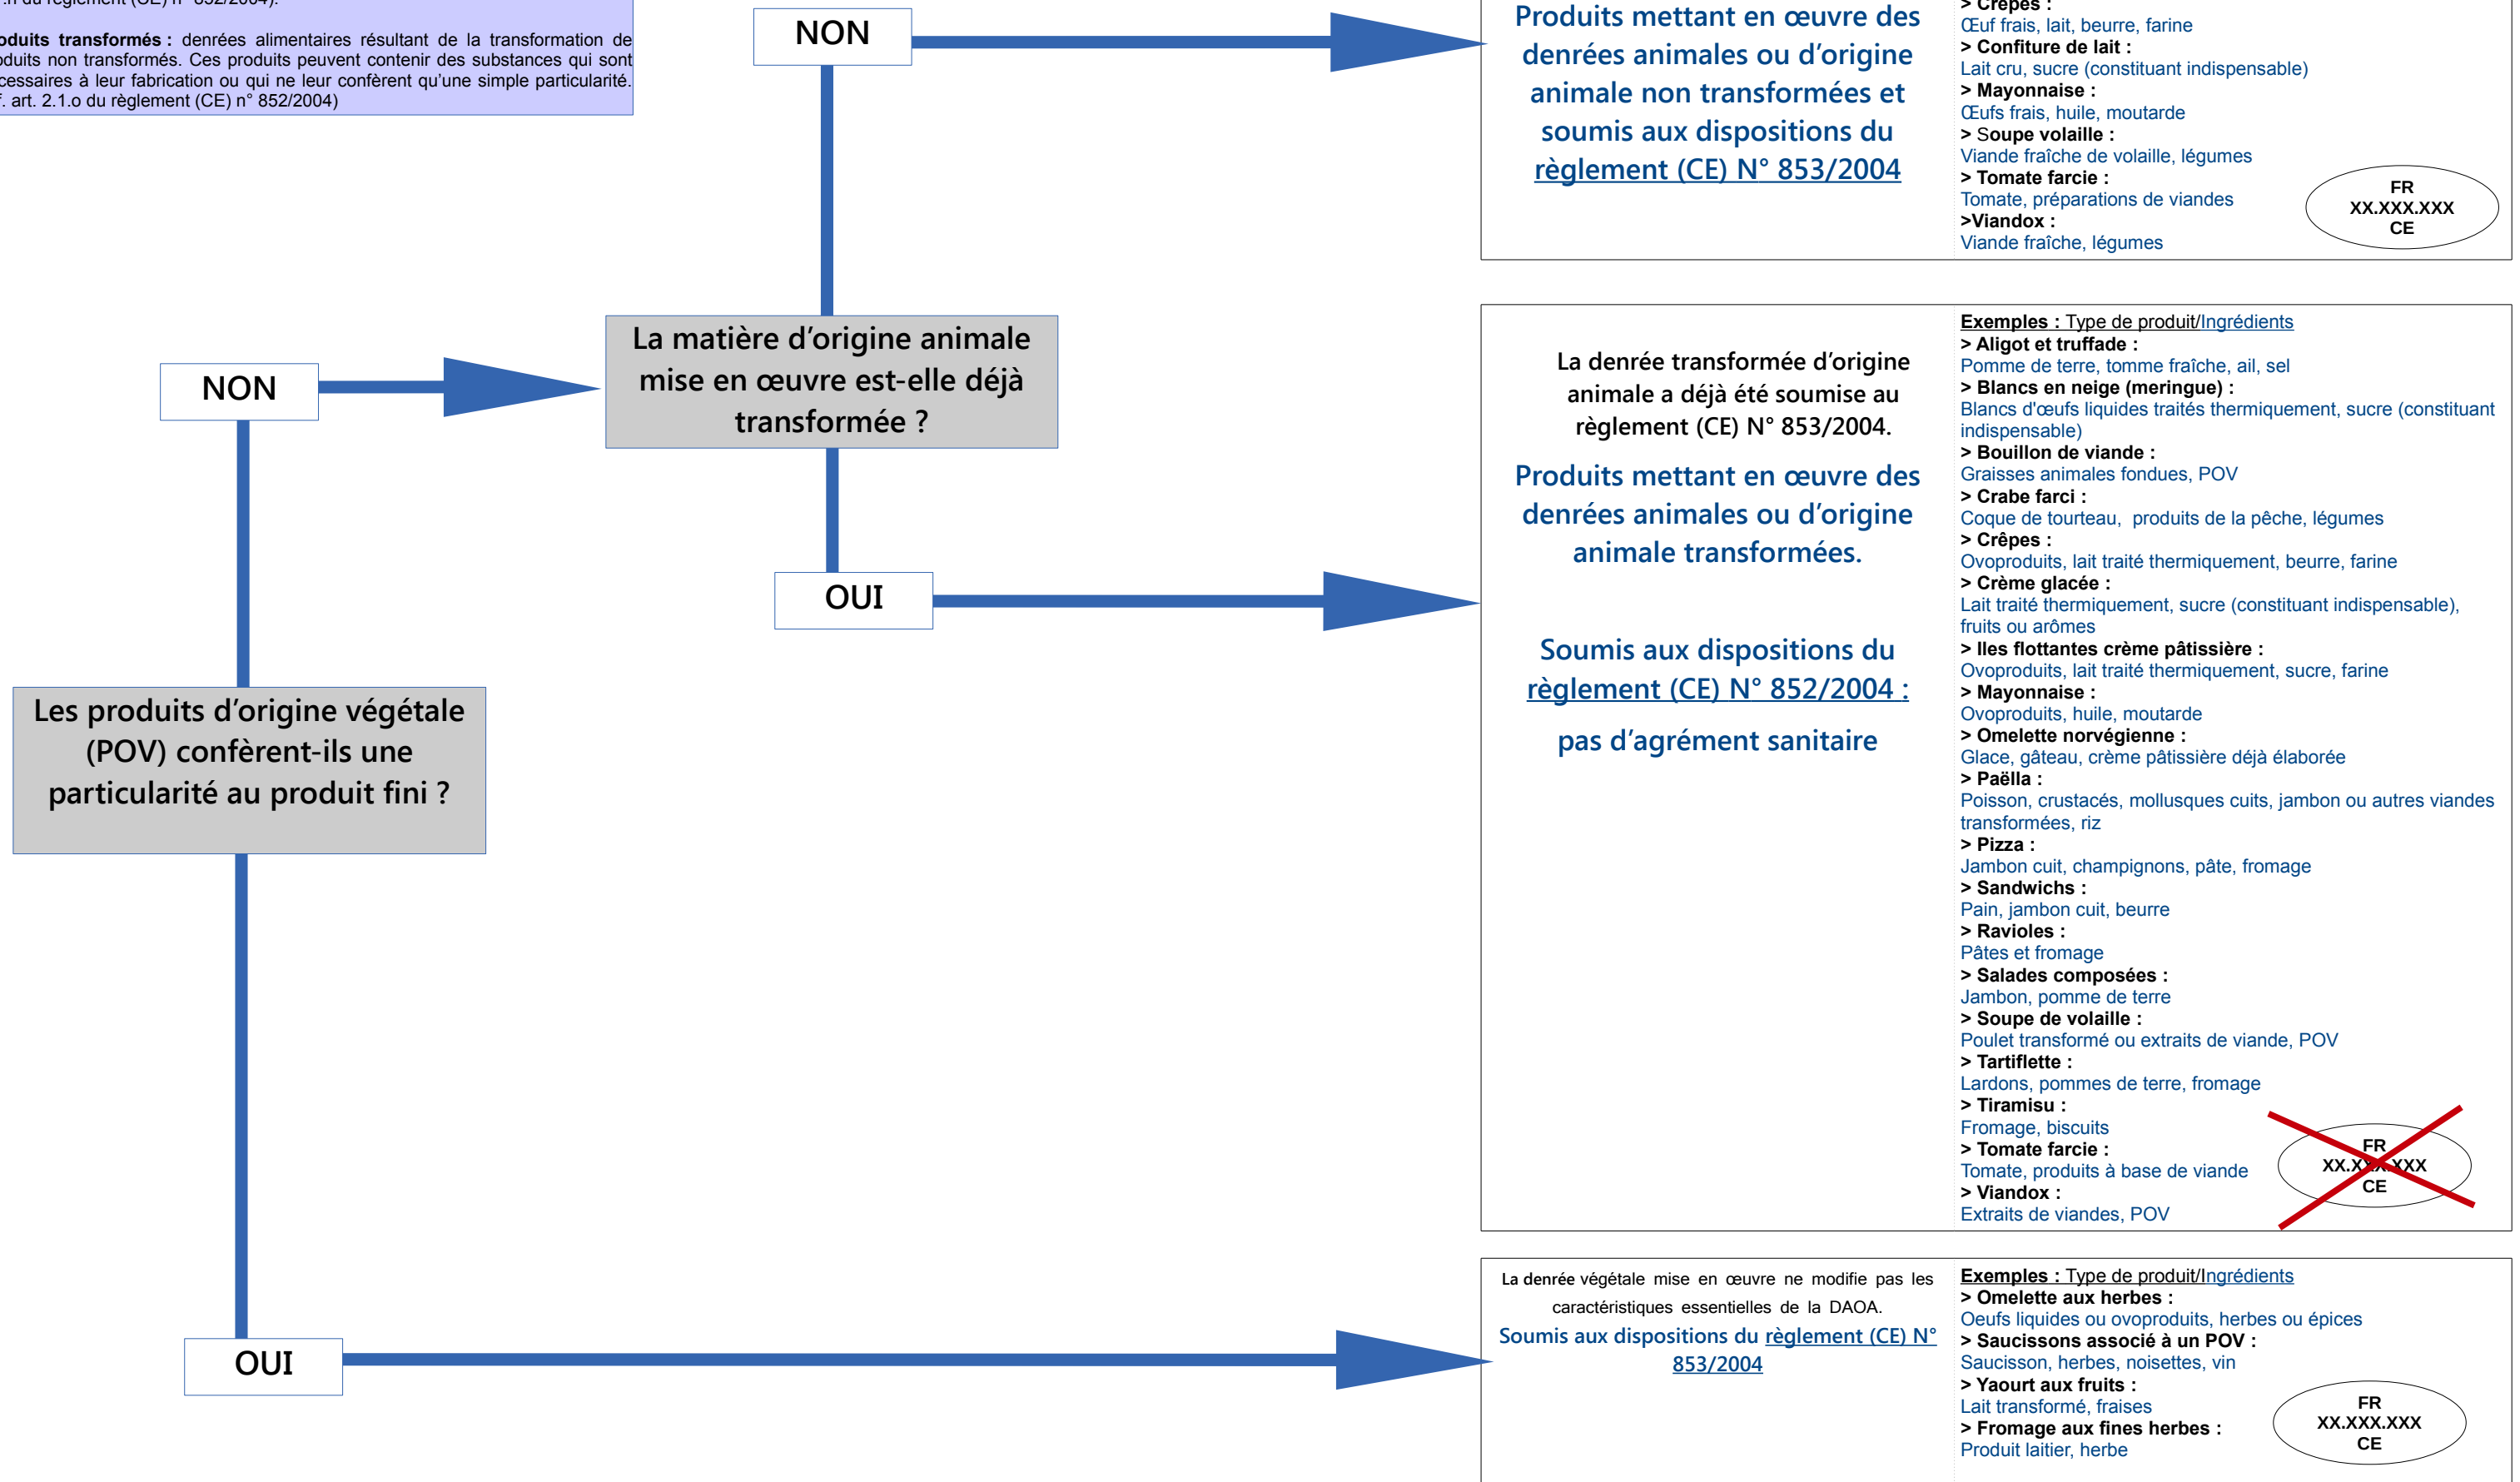 .n du règlement (CE) n° 852/2004).
oduits transformés : denrées alimentaires résultant de la transformation de
oduits non transformés. Ces produits peuvent contenir des substances qui sont
cessaires à leur fabrication ou qui ne leur confèrent qu'une simple particularité.
f. art. 2.1.o du règlement (CE) n° 852/2004)
NON
Produits mettant en œuvre des
denrées animales ou d'origine
animale non transformées et
soumis aux dispositions du
règlement (CE) N° 853/2004
> Crêpes :
Œuf frais, lait, beurre, farine
> Confiture de lait :
Lait cru, sucre (constituant indispensable)
> Mayonnaise :
Œufs frais, huile, moutarde
> Soupe volaille :
Viande fraîche de volaille, légumes
> Tomate farcie :
Tomate, préparations de viandes
>Viandox :
Viande fraîche, légumes
FR
XX.XXX.XXX
CE
La matière d'origine animale
mise en œuvre est-elle déjà
transformée ?
NON
OUI
Les produits d'origine végétale
(POV) confèrent-ils une
particularité au produit fini ?
OUI
La denrée transformée d'origine
animale a déjà été soumise au
règlement (CE) N° 853/2004.
Produits mettant en œuvre des
denrées animales ou d'origine
animale transformées.
Soumis aux dispositions du
règlement (CE) N° 852/2004 :
pas d'agrément sanitaire
Exemples : Type de produit/Ingrédients
> Aligot et truffade :
Pomme de terre, tomme fraîche, ail, sel
> Blancs en neige (meringue) :
Blancs d'œufs liquides traités thermiquement, sucre (constituant
indispensable)
> Bouillon de viande :
Graisses animales fondues, POV
> Crabe farci :
Coque de tourteau, produits de la pêche, légumes
> Crêpes :
Ovoproduits, lait traité thermiquement, beurre, farine
> Crème glacée :
Lait traité thermiquement, sucre (constituant indispensable),
fruits ou arômes
> Iles flottantes crème pâtissière :
Ovoproduits, lait traité thermiquement, sucre, farine
> Mayonnaise :
Ovoproduits, huile, moutarde
> Omelette norvégienne :
Glace, gâteau, crème pâtissière déjà élaborée
> Paëlla :
Poisson, crustacés, mollusques cuits, jambon ou autres viandes
transformées, riz
> Pizza :
Jambon cuit, champignons, pâte, fromage
> Sandwichs :
Pain, jambon cuit, beurre
> Ravioles :
Pâtes et fromage
> Salades composées :
Jambon, pomme de terre
> Soupe de volaille :
Poulet transformé ou extraits de viande, POV
> Tartiflette :
Lardons, pommes de terre, fromage
> Tiramisu :
Fromage, biscuits
> Tomate farcie :
Tomate, produits à base de viande
> Viandox :
Extraits de viandes, POV
FR
XX.XXX.XXX
CE
La denrée végétale mise en œuvre ne modifie pas les
caractéristiques essentielles de la DAOA.
Soumis aux dispositions du règlement (CE) N°
853/2004
Exemples : Type de produit/Ingrédients
> Omelette aux herbes :
Oeufs liquides ou ovoproduits, herbes ou épices
> Saucissons associé à un POV :
Saucisson, herbes, noisettes, vin
> Yaourt aux fruits :
Lait transformé, fraises
> Fromage aux fines herbes :
Produit laitier, herbe
FR
XX.XXX.XXX
CE